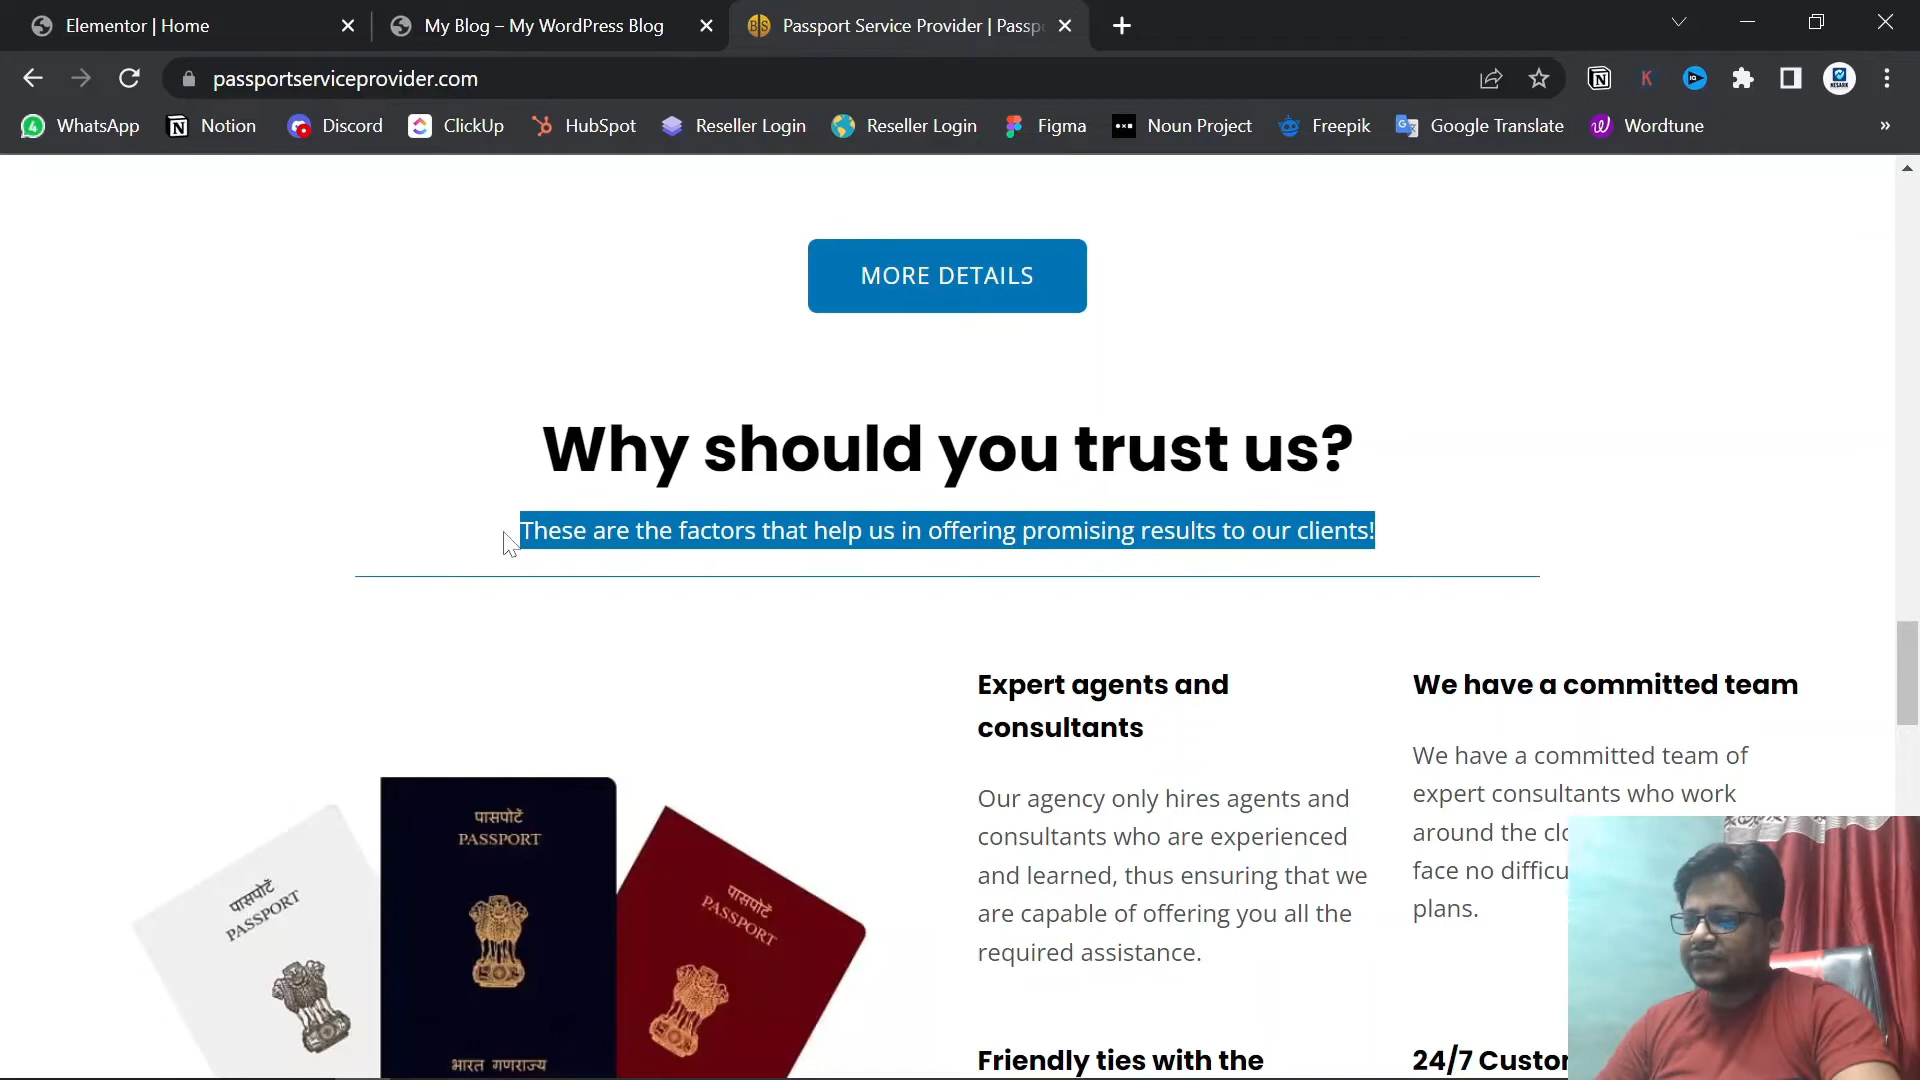 Elementor | Home
My Blog – My WordPress Blog
Passport Service Provider | Passp
passportserviceprovider.com
WhatsApp
Notion
Discord
ClickUp
HubSpot
Reseller Login
Reseller Login
Figma
Noun Project
Freepik
Google Translate
Wordtune
MORE DETAILS
Why should you trust us?
These are the factors that help us in offering promising results to our clients!
Expert agents and
consultants
Our agency only hires agents and
consultants who are experienced
and learned, thus ensuring that we
are capable of offering you all the
required assistance.
We have a committed team
We have a committed team of
expert consultants who work
around the clo
face no difficu
plans.
Friendly ties with the
24/7 Custo
पासपोर्ट
PASSPORT
पासपोर्ट
PASSPORT
भारत गणराज्य
पासपोर्ट
PASSPORT